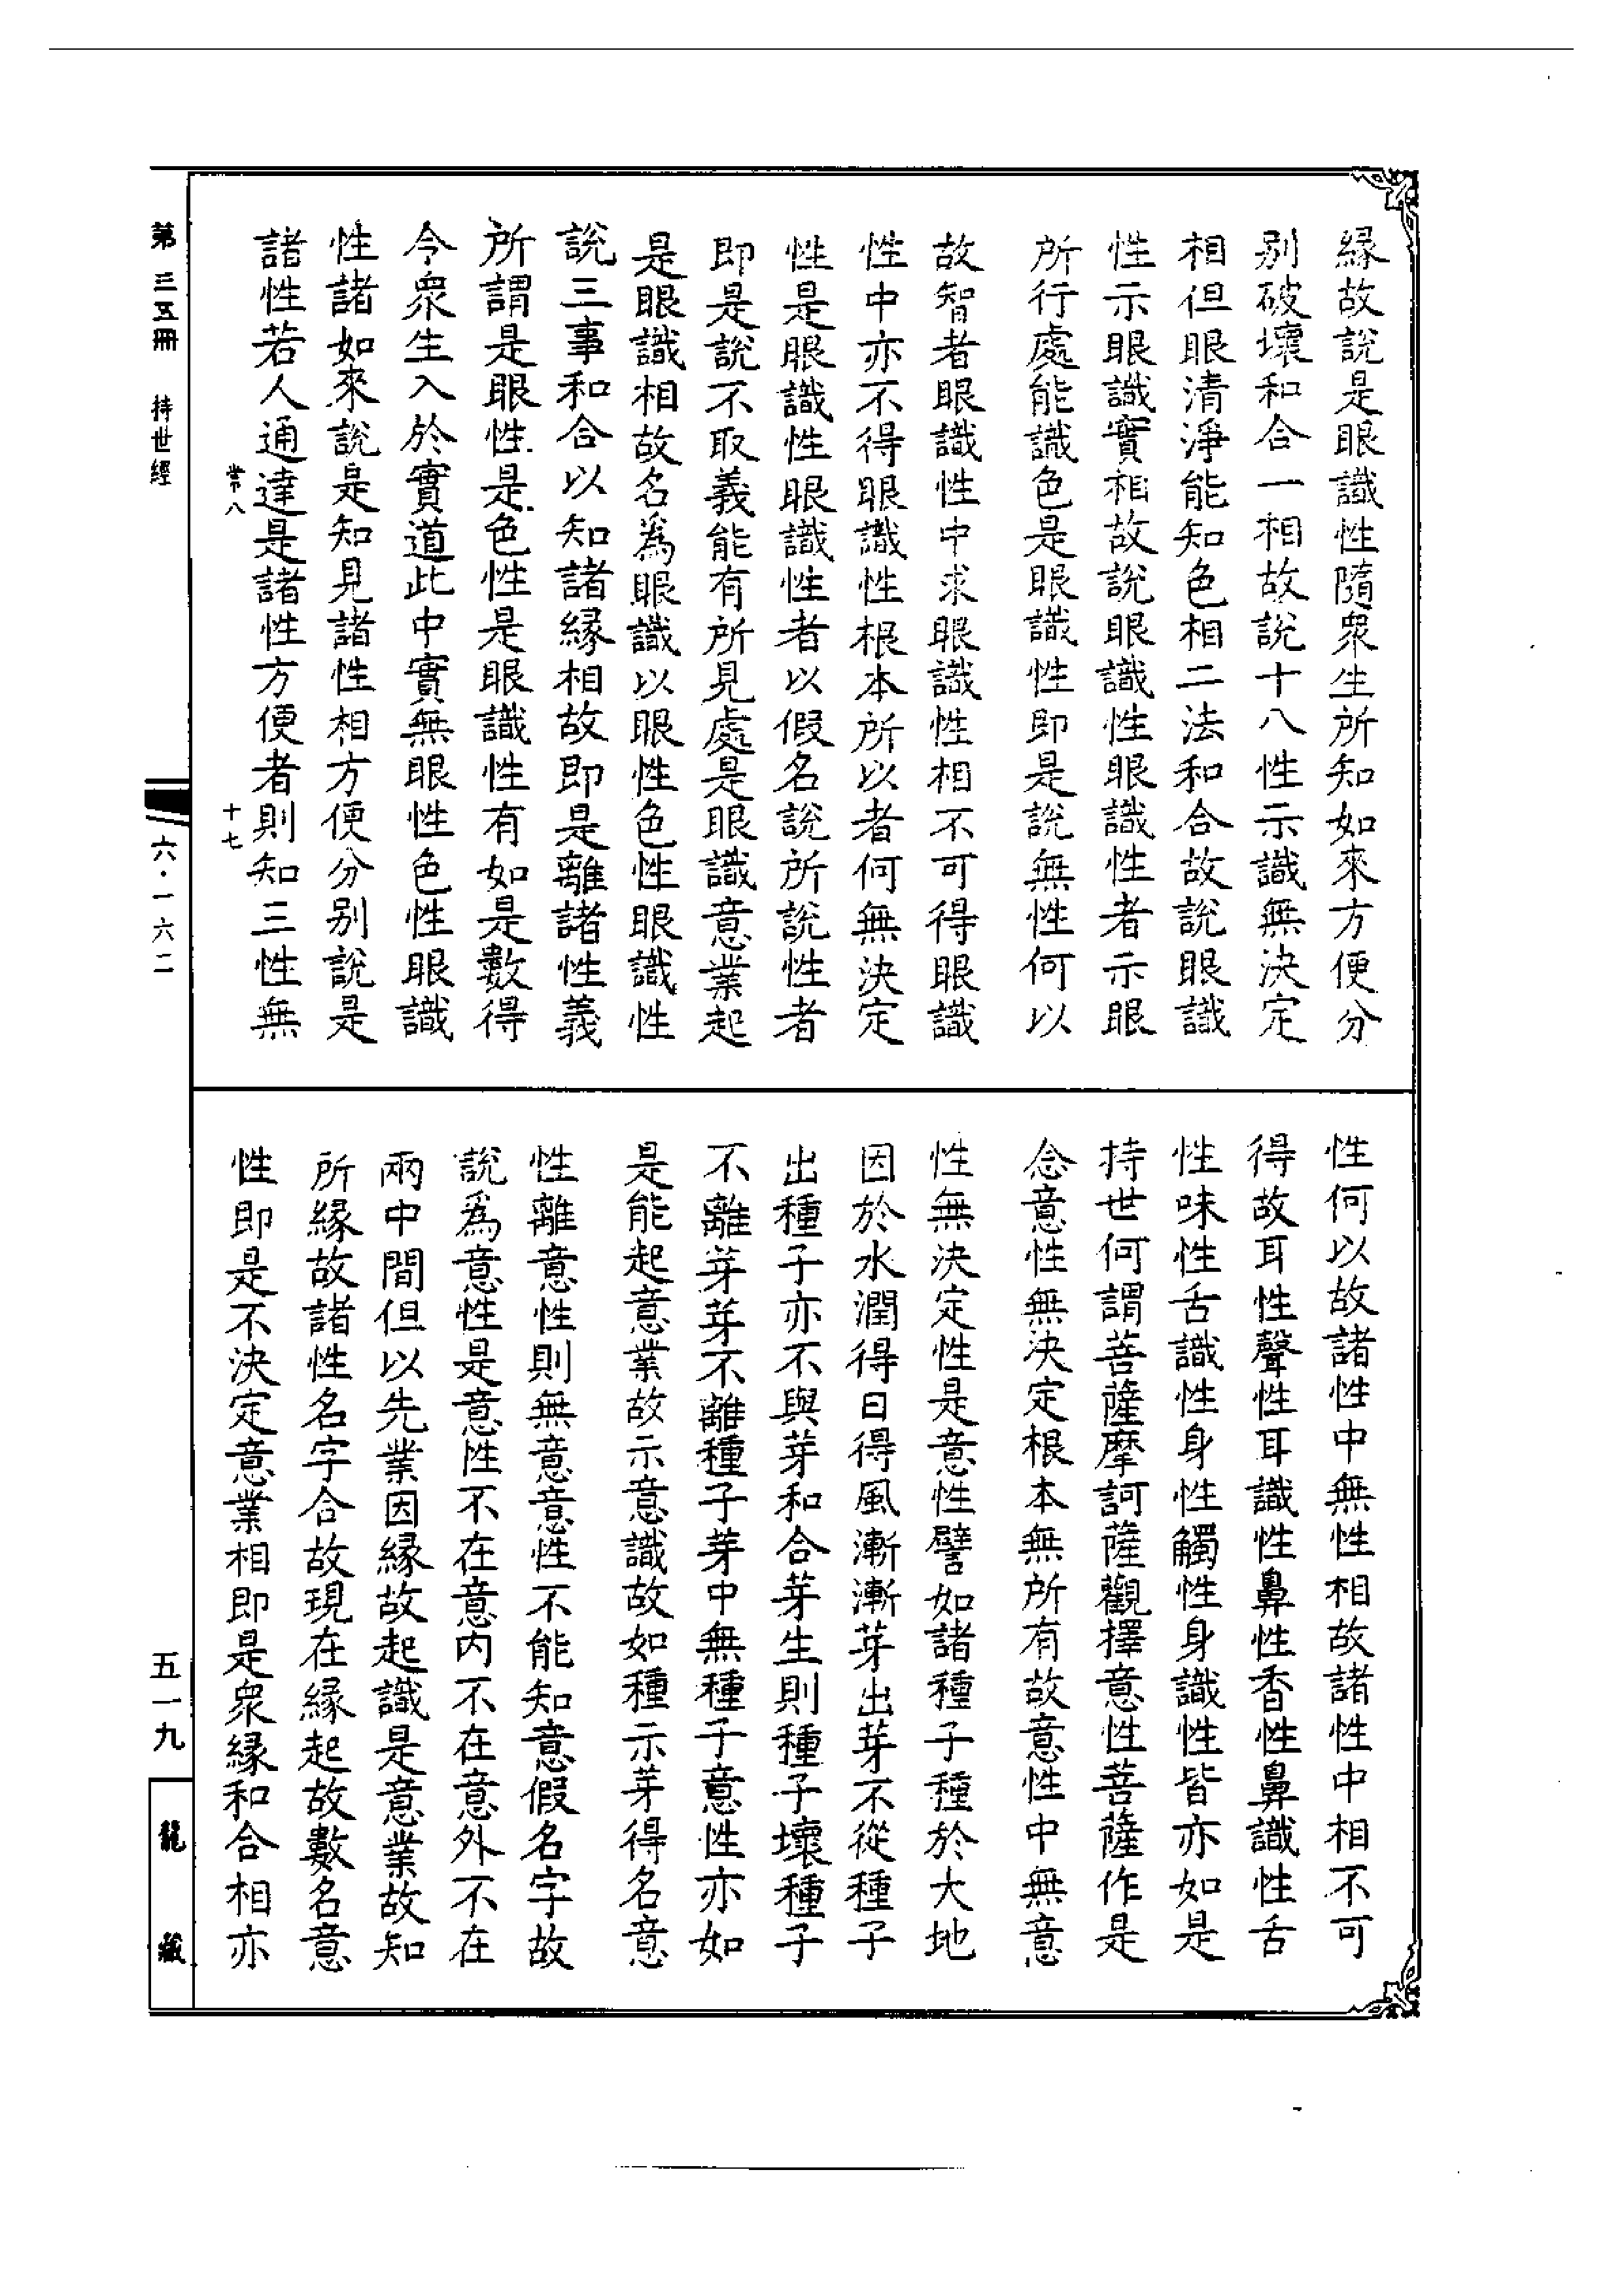 緣故說是眼識性隨衆生所知如來方便分
别破壞和合一相故說十八性示識無決定
相但眼清淨能知色相二法和合故說眼識
性示眼識實相故說眼識性眼識性者示眼
所行處能識色是眼識性即是說無性何以
故智者眼識性中求眼識性相不可得眼識
性中亦不得眼識性根本所以者何無決定
性是眼識性眼識性者以假名說所說性者
即是說不取義能有所見處是眼識意業起
是眼識相故名爲眼識以眼性色性眼識性
說三事和合以知諸緣相故即是離諸性義
所謂是眼性是色性是眼識性有如是數得
今衆生入於實道此中實無眼性色性眼識
性諸如來說是知見諸性相方便分别說是
諸性若人通達是諸性方便者則知三性無
常八
十七
性何以故諸性中無性相故諸性中相不可
得故耳性聲性耳識性鼻性香性鼻識性舌
性味性舌識性身性觸性身識性皆亦如是
持世何謂菩薩摩訶薩觀擇意性菩薩作是
念意性無決定根本無所有故意性中無意
性無決定性是意性譬如諸種子種於大地
因於水潤得日得風漸漸芽出芽不從種子
出種子亦不與芽和合芽生則種子壞種子
不離芽芽不離種子芽中無種子意性亦如
是能起意業故示意識故如種示芽得名意
性離意性則無意意性不能知意假名字故
說爲意性是意性不在意内不在意外不在
兩中間但以先業因緣故起識是意業故知
所緣故諸性名字合故現在緣起故數名意
性即是不決定意業相即是衆緣和合相亦
第三五冊
持世經
六·一六二
五一九
龍藏